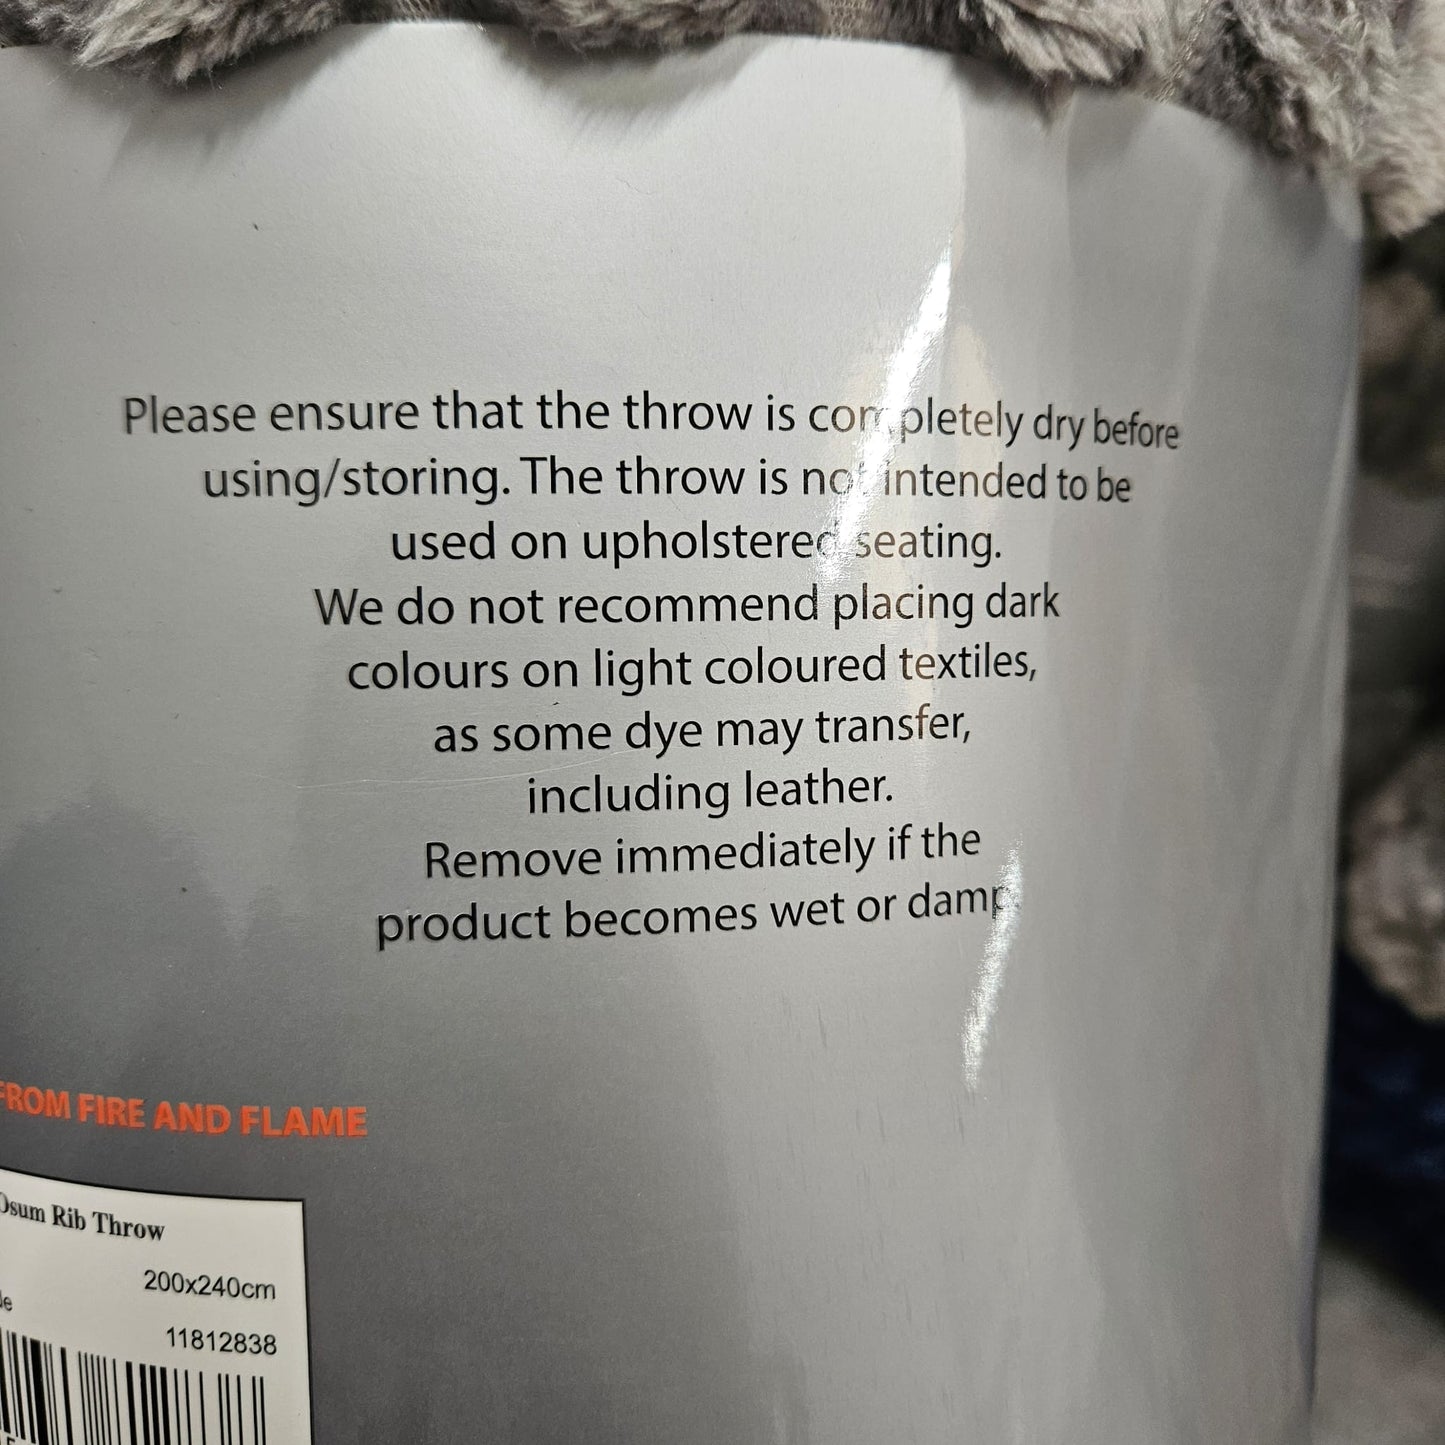 Please ensure that the throw is completely dry before
using/storing. The throw is not intended to be
used on upholstered seating.
We do not recommend placing dark
colours on light coloured textiles,
as some dye may transfer,
including leather.
Remove immediately if the
product becomes wet or damp.
FROM FIRE AND FLAME
Rib Throw
200x240cm
11812838